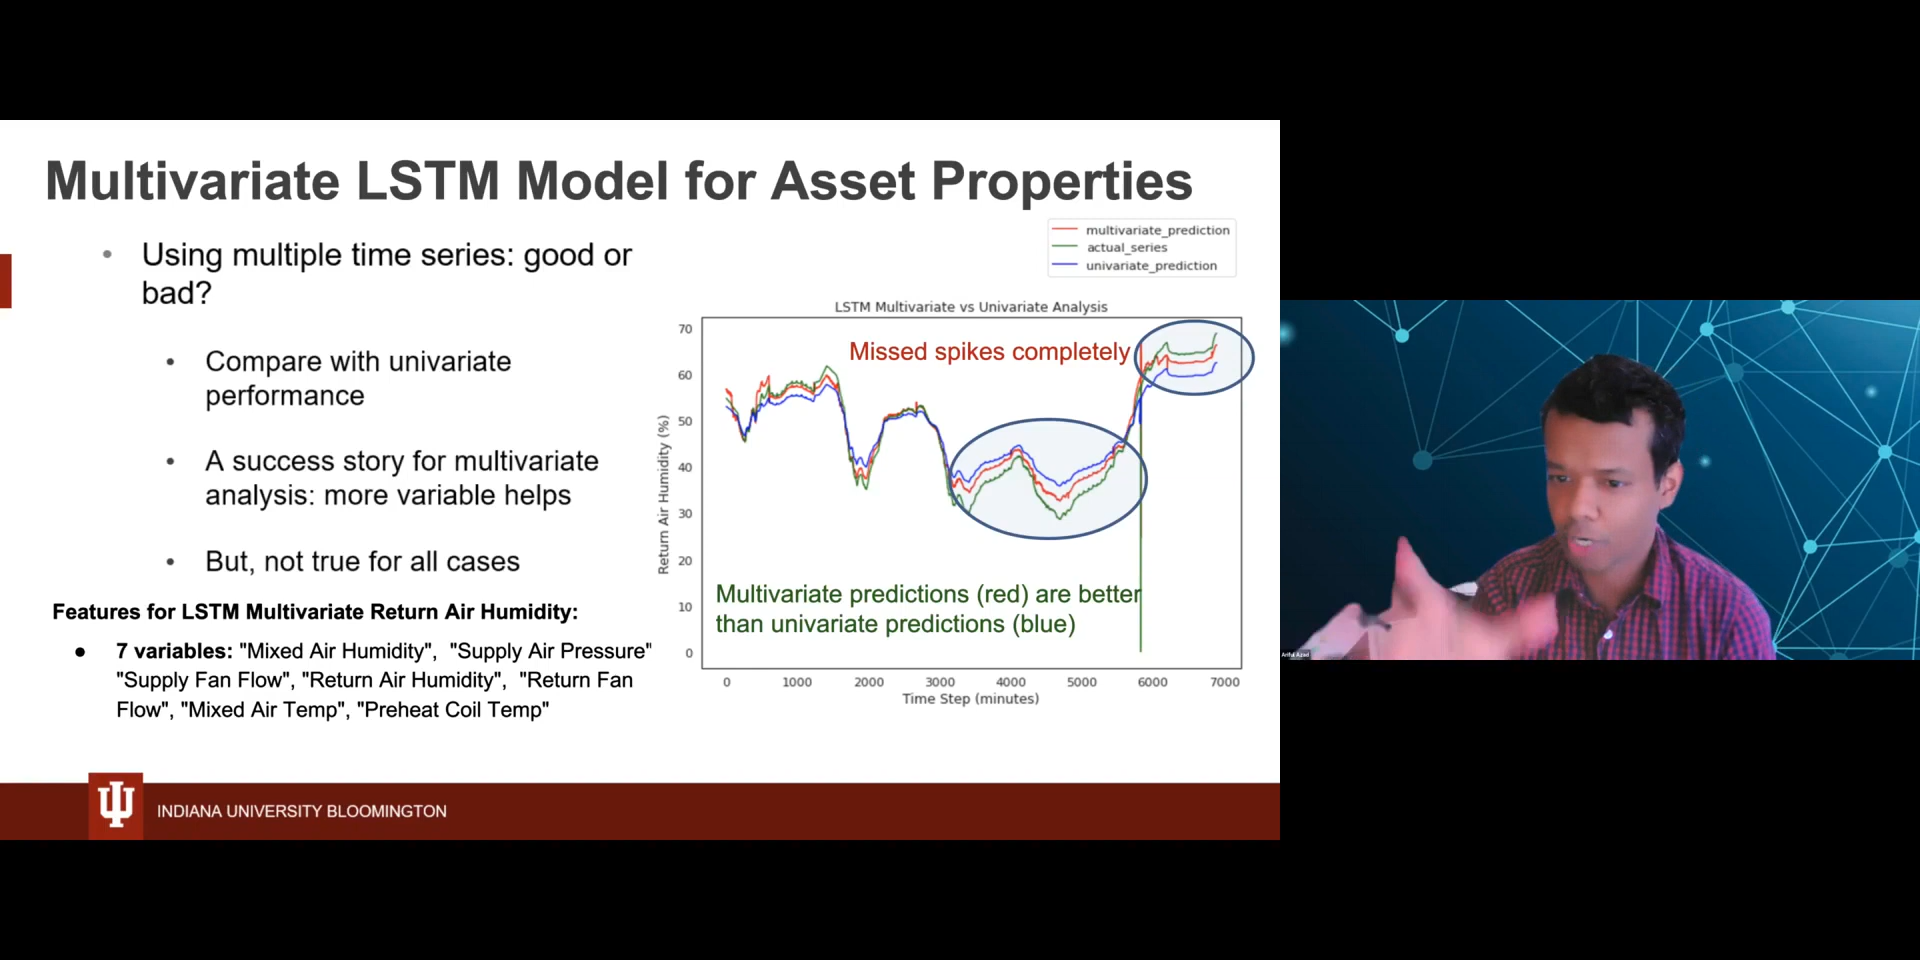 Multivariate LSTM Model for Asset Properties
• Using multiple time series: good or
bad?
• Compare with univariate
performance
• A success story for multivariate
analysis: more variable helps
• But, not true for all cases
Features for LSTM Multivariate Return Air Humidity:
● 7 variables: "Mixed Air Humidity", "Supply Air Pressure"
"Supply Fan Flow", "Return Air Humidity", "Return Fan
Flow", "Mixed Air Temp", "Preheat Coil Temp"
multivariate_prediction
actual_series
univariate_prediction
LSTM Multivariate vs Univariate Analysis
Missed spikes completely
Return Air Humidity (%)
70
60
50
40
30
20
10
0
Multivariate predictions (red) are better
than univariate predictions (blue)
0 1000 2000 3000 4000 5000 6000 7000
Time Step (minutes)
INDIANA UNIVERSITY BLOOMINGTON
Ariful Azad